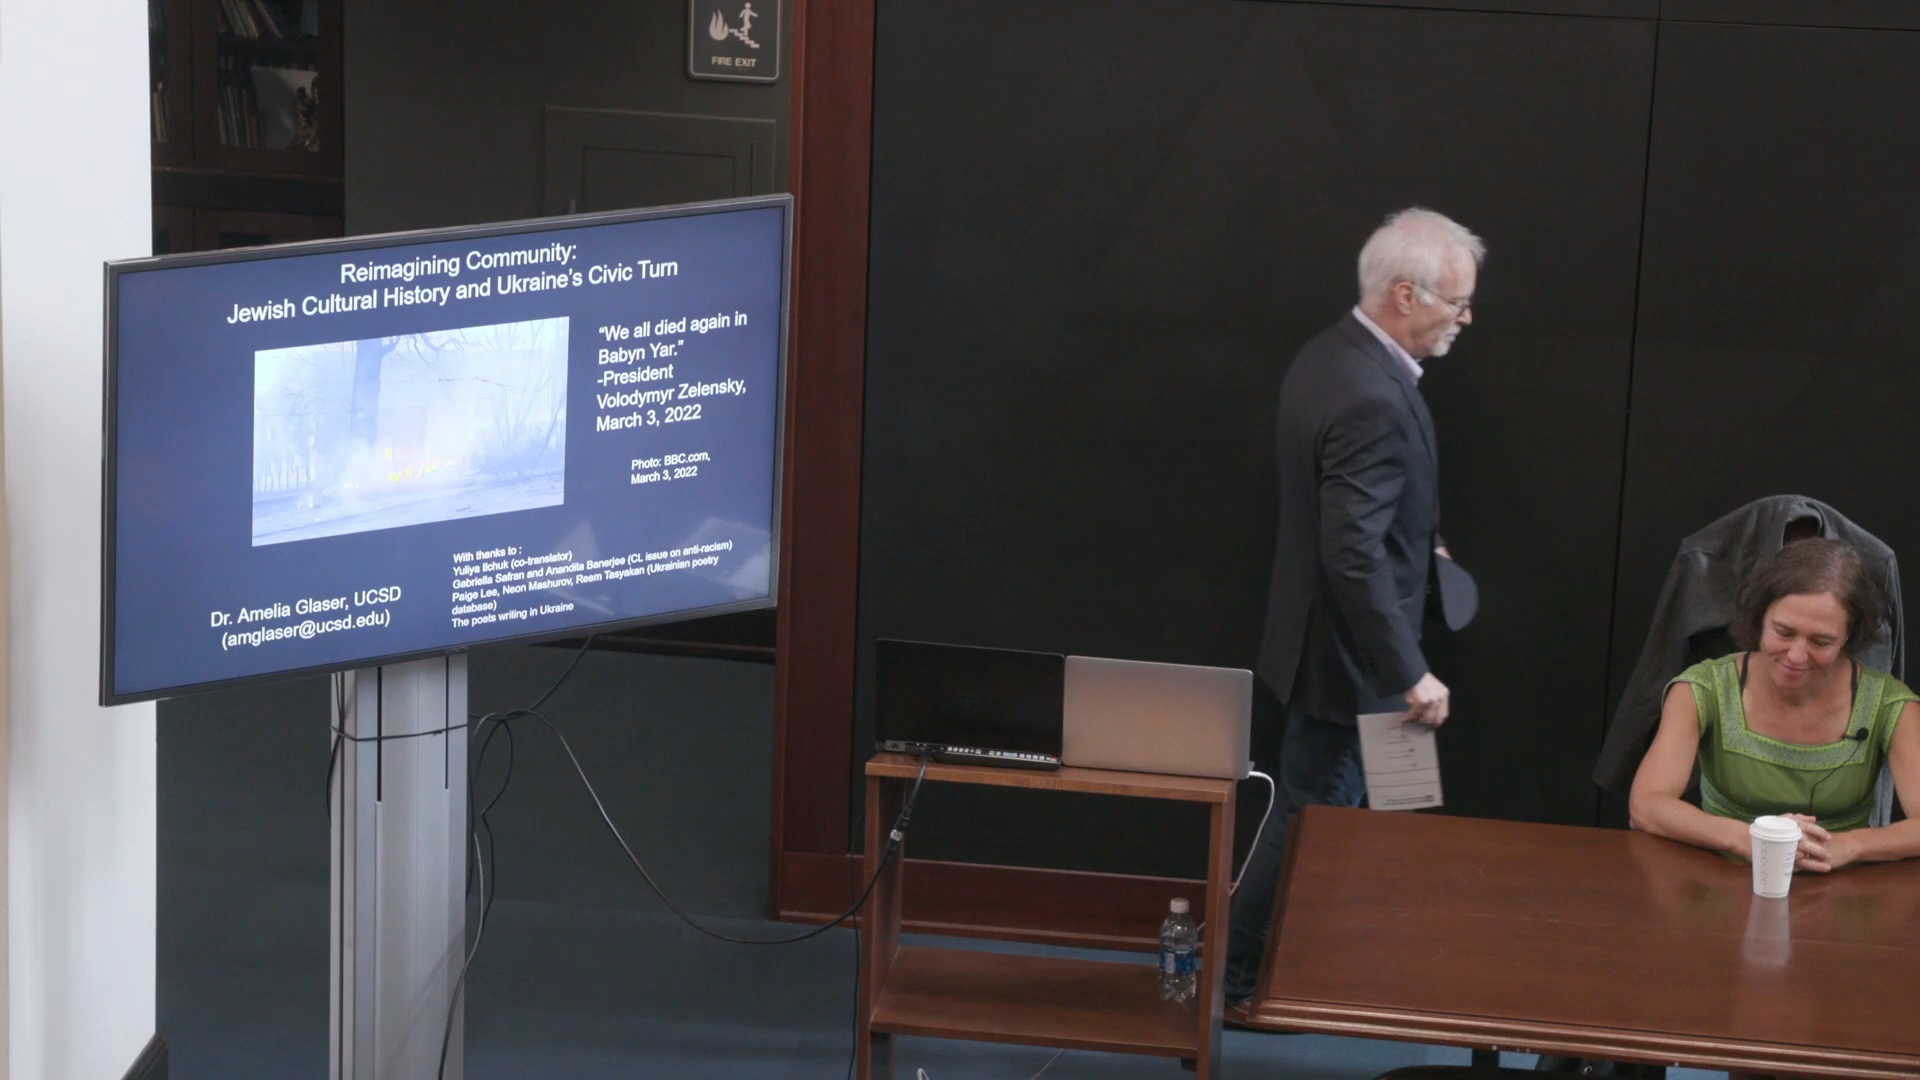 FIRE EXIT
Reimagining Community:
Jewish Cultural History and Ukraine's Civic Turn
"We all died again in
Babyn Yar."
-President
Volodymyr Zelensky,
March 3, 2022
Photo: BBC.com,
March 3, 2022
With thanks to :
Yuliya Ilchuk (co-translator)
Gabriella Safran and Anandita Banerjee (CL issue on anti-racism)
Paige Lee, Neon Mashurov, Reem Tasyakan (Ukrainian poetry
database)
The poets writing in Ukraine
Dr. Amelia Glaser, UCSD
(amglaser@ucsd.edu)